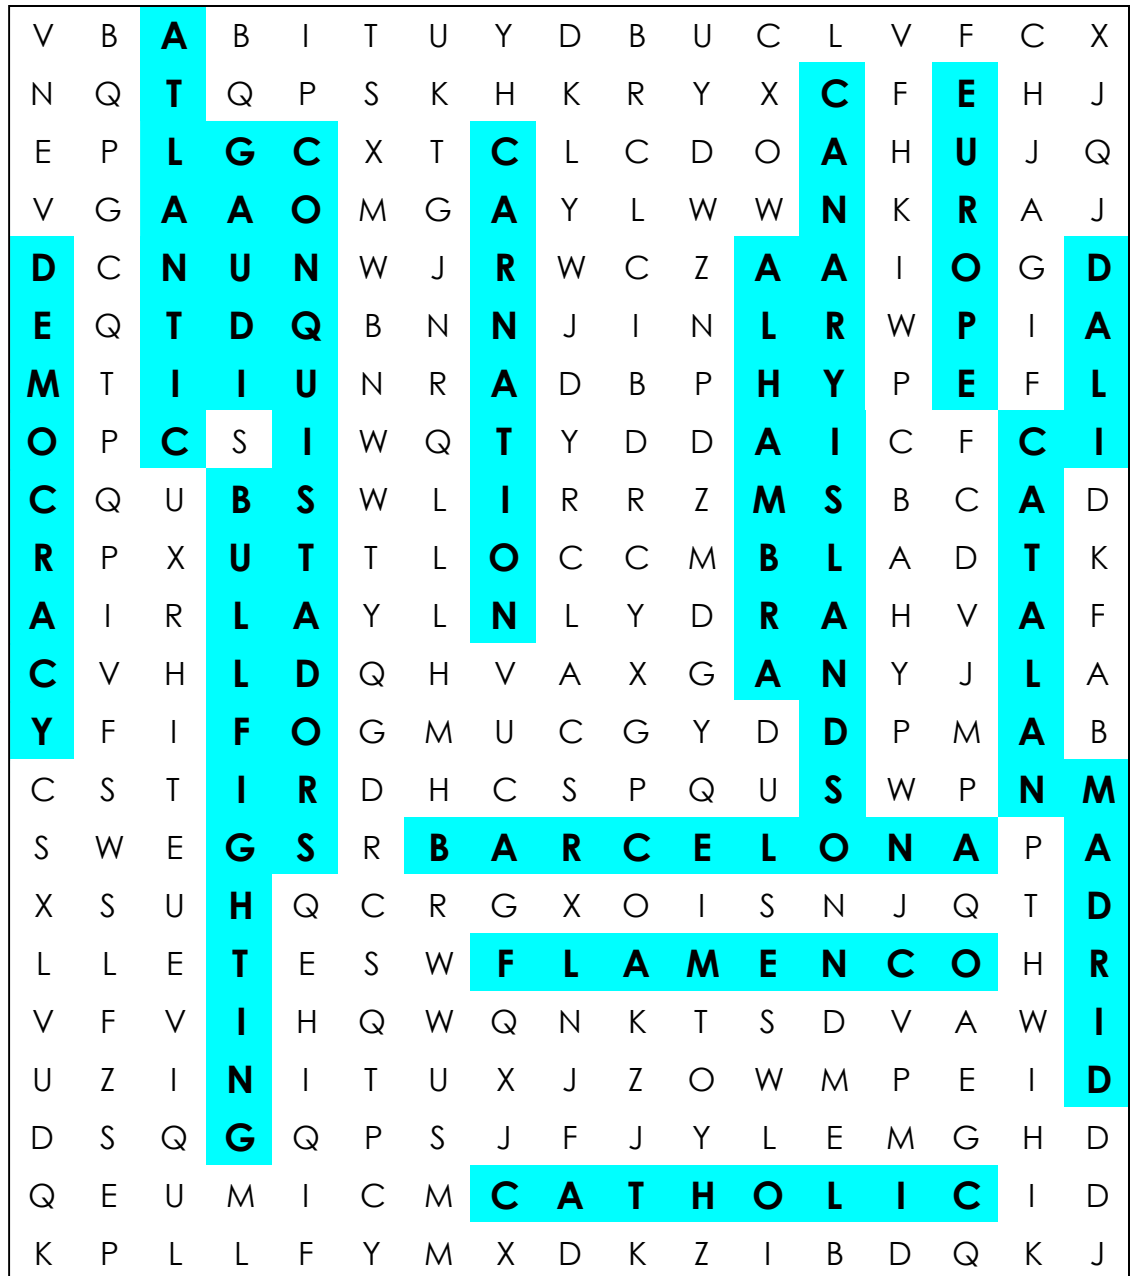 V B A B I T U Y D B U C L V F C X
N Q T Q P S K H K R Y X C F E H J
E P L G C X T C L C D O A H U J Q
V G A A O M G A Y L W W N K R A J
D C N U N W J R W C Z A A I O G D
E Q T D Q B N N J I N L R W P I A
M T I I U N R A D B P H Y P E F L
O P C S I W Q T Y D D A I C F C I
C Q U B S W L I R R Z M S B C A D
R P X U T T L O C C M B L A D T K
A I R L A Y L N L Y D R A H V A F
C V H L D Q H V A X G A N Y J L A
Y F I F O G M U C G Y D D P M A B
C S T I R D H C S P Q U S W P N M
S W E G S R B A R C E L O N A P A
X S U H Q C R G X O I S N J Q T D
L L E T E S W F L A M E N C O H R
V F V I H Q W Q N K T S D V A W I
U Z I N I T U X J Z O W M P E I D
D S Q G Q P S J F J Y L E M G H D
Q E U M I C M C A T H O L I C I D
K P L L F Y M X D K Z I B D Q K J